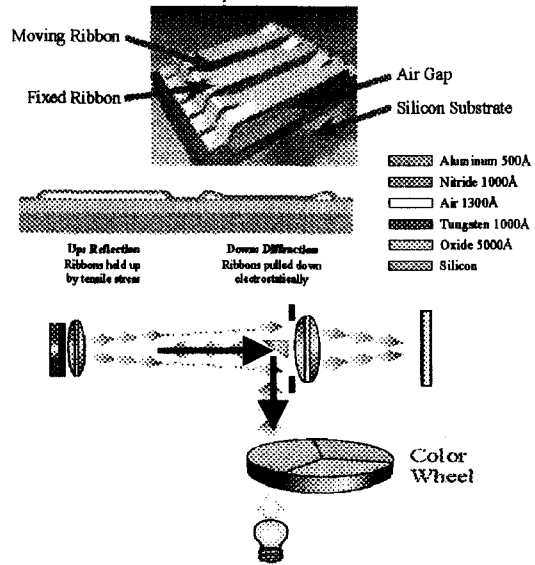 Moving Ribbon
Fixed Ribbon
Air Gap
Silicon Substrate
Aluminum 500Å
Nitride 1000Å
Air 1300Å
Tungsten 1000Å
Oxide 5000Å
Silicon
Up: Reflection
Ribbons held up
by tensile stress
Down: Diffraction
Ribbons pulled down
electrostatically
Color
Wheel